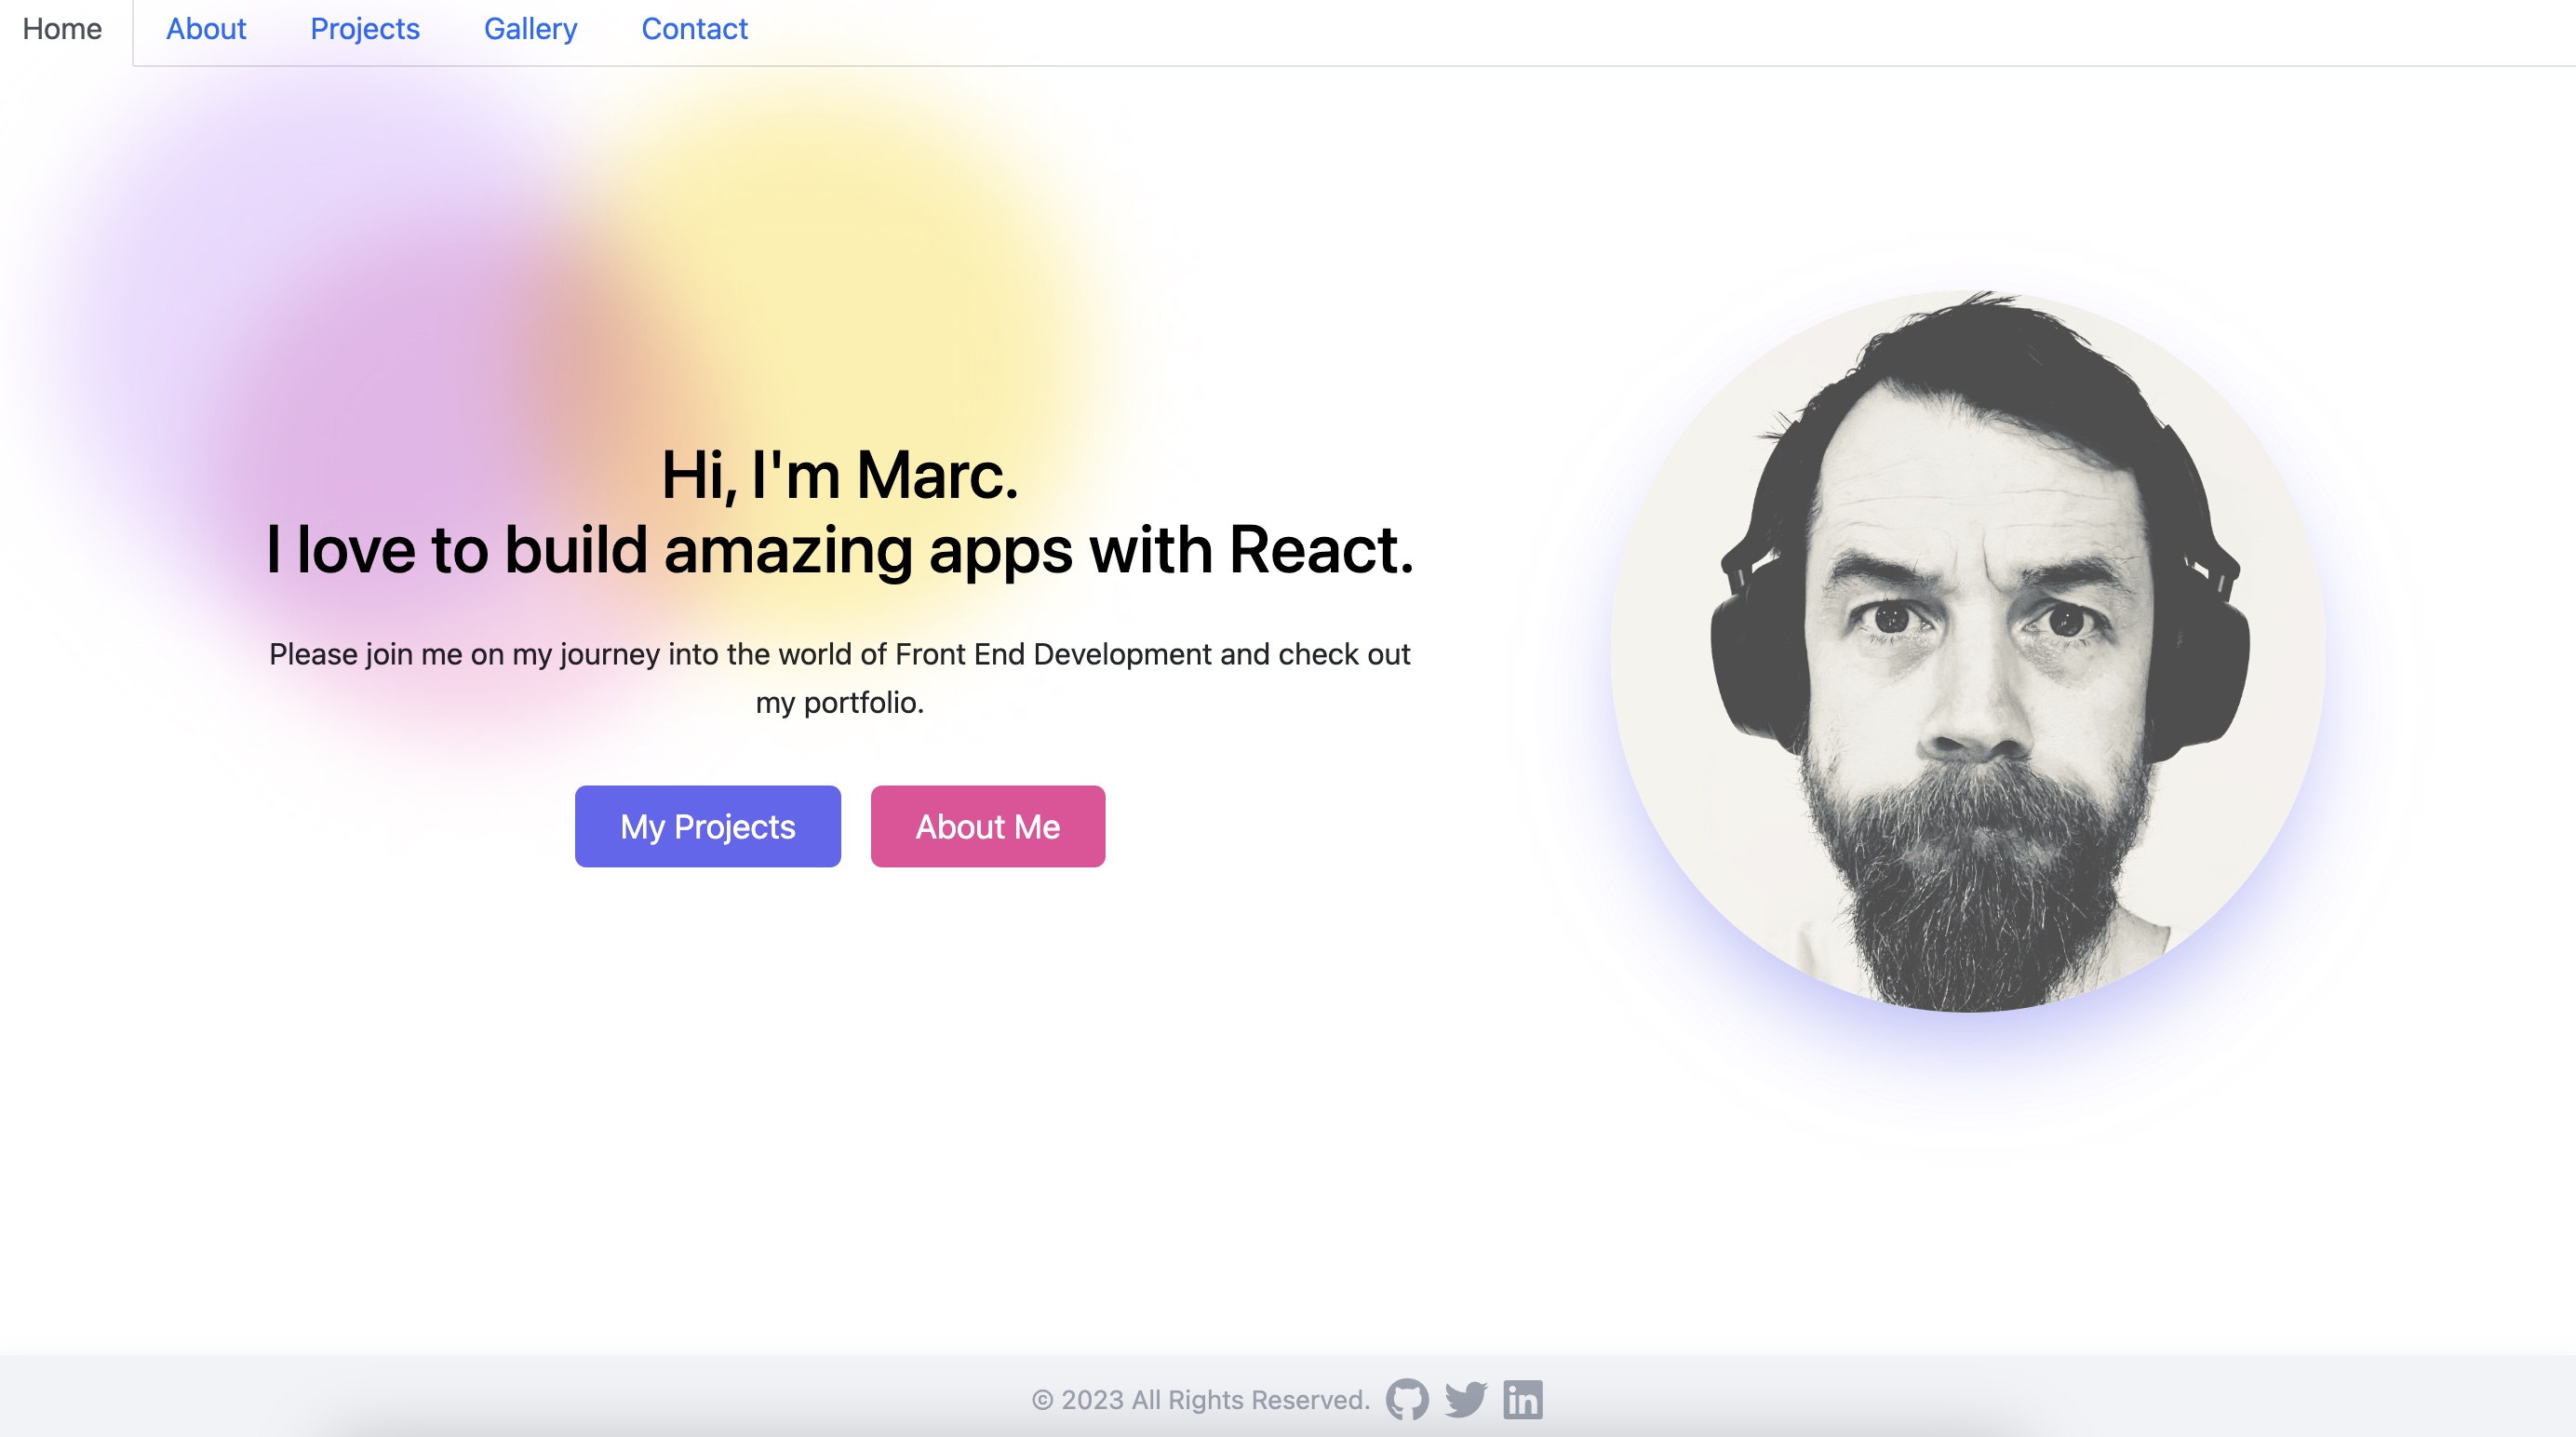 Home About Projects Gallery Contact
Hi, I'm Marc.
I love to build amazing apps with React.
Please join me on my journey into the world of Front End Development and check out
my portfolio.
My Projects About Me
© 2023 All Rights Reserved. in